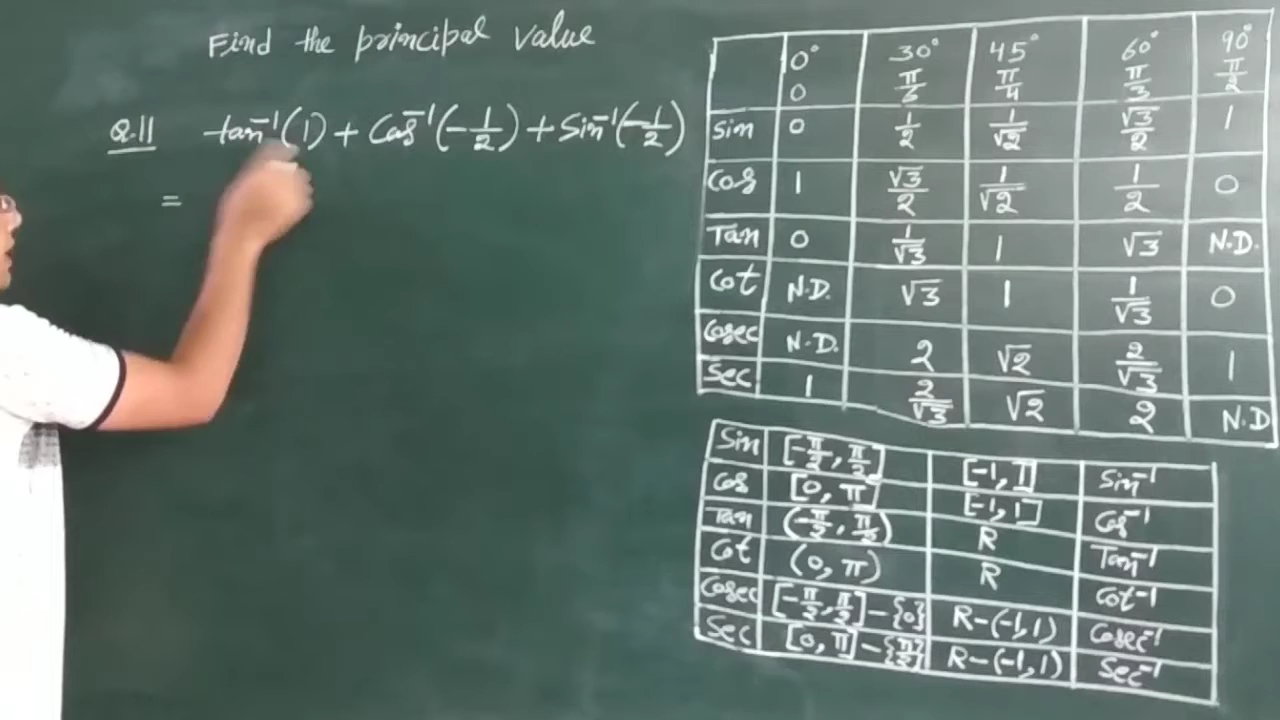 Find the principal value
Q.11 tan⁻¹(1) + Cos⁻¹(-1/2) + Sin⁻¹(-1/2)
=
0° 30° 45° 60° 90°
0 π/6 π/4 π/3 π/2
Sin 0 1/2 1/√2 √3/2 1
Cos 1 √3/2 1/√2 1/2 0
Tan 0 1/√3 1 √3 N.D.
Cot N.D. √3 1 1/√3 0
Cosec N.D. 2 √2 2/√3 1
Sec 1 2/√3 √2 2 N.D
Sin [-π/2, π/2] [-1, 1] Sin⁻¹
Cos [0, π] [-1, 1] Cos⁻¹
Tan (-π/2, π/2) R Tan⁻¹
Cot (0, π) R Cot⁻¹
Cosec [-π/2, π/2] - {0} R-(-1,1) Cosec⁻¹
Sec [0, π] - {π/2} R-(-1,1) Sec⁻¹